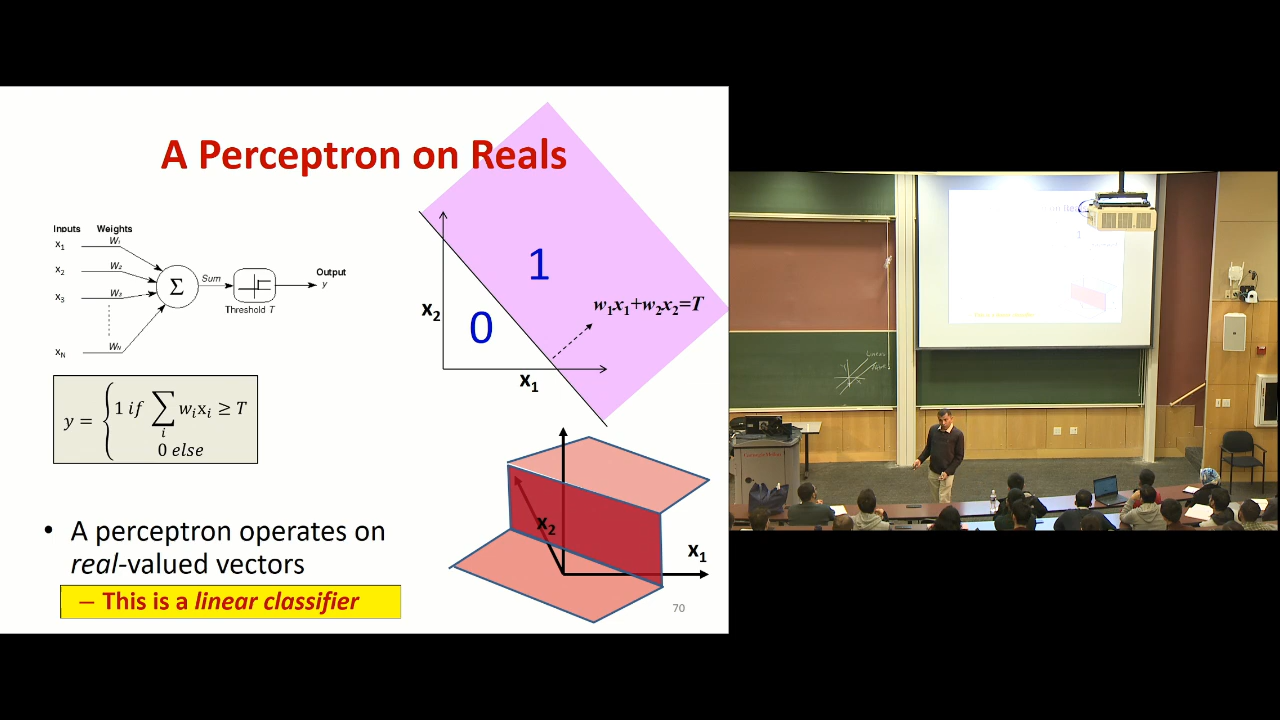 A Perceptron on Reals
Inputs Weights
x1 W1
x2 W2
x3 W3
xN WN
Σ
Sum
Threshold T
Output
y
y = { 1 if ∑i wixi ≥ T
0 else
1
0
x2
x1
w1x1+w2x2=T
x2
x1
• A perceptron operates on
real-valued vectors
– This is a linear classifier
70